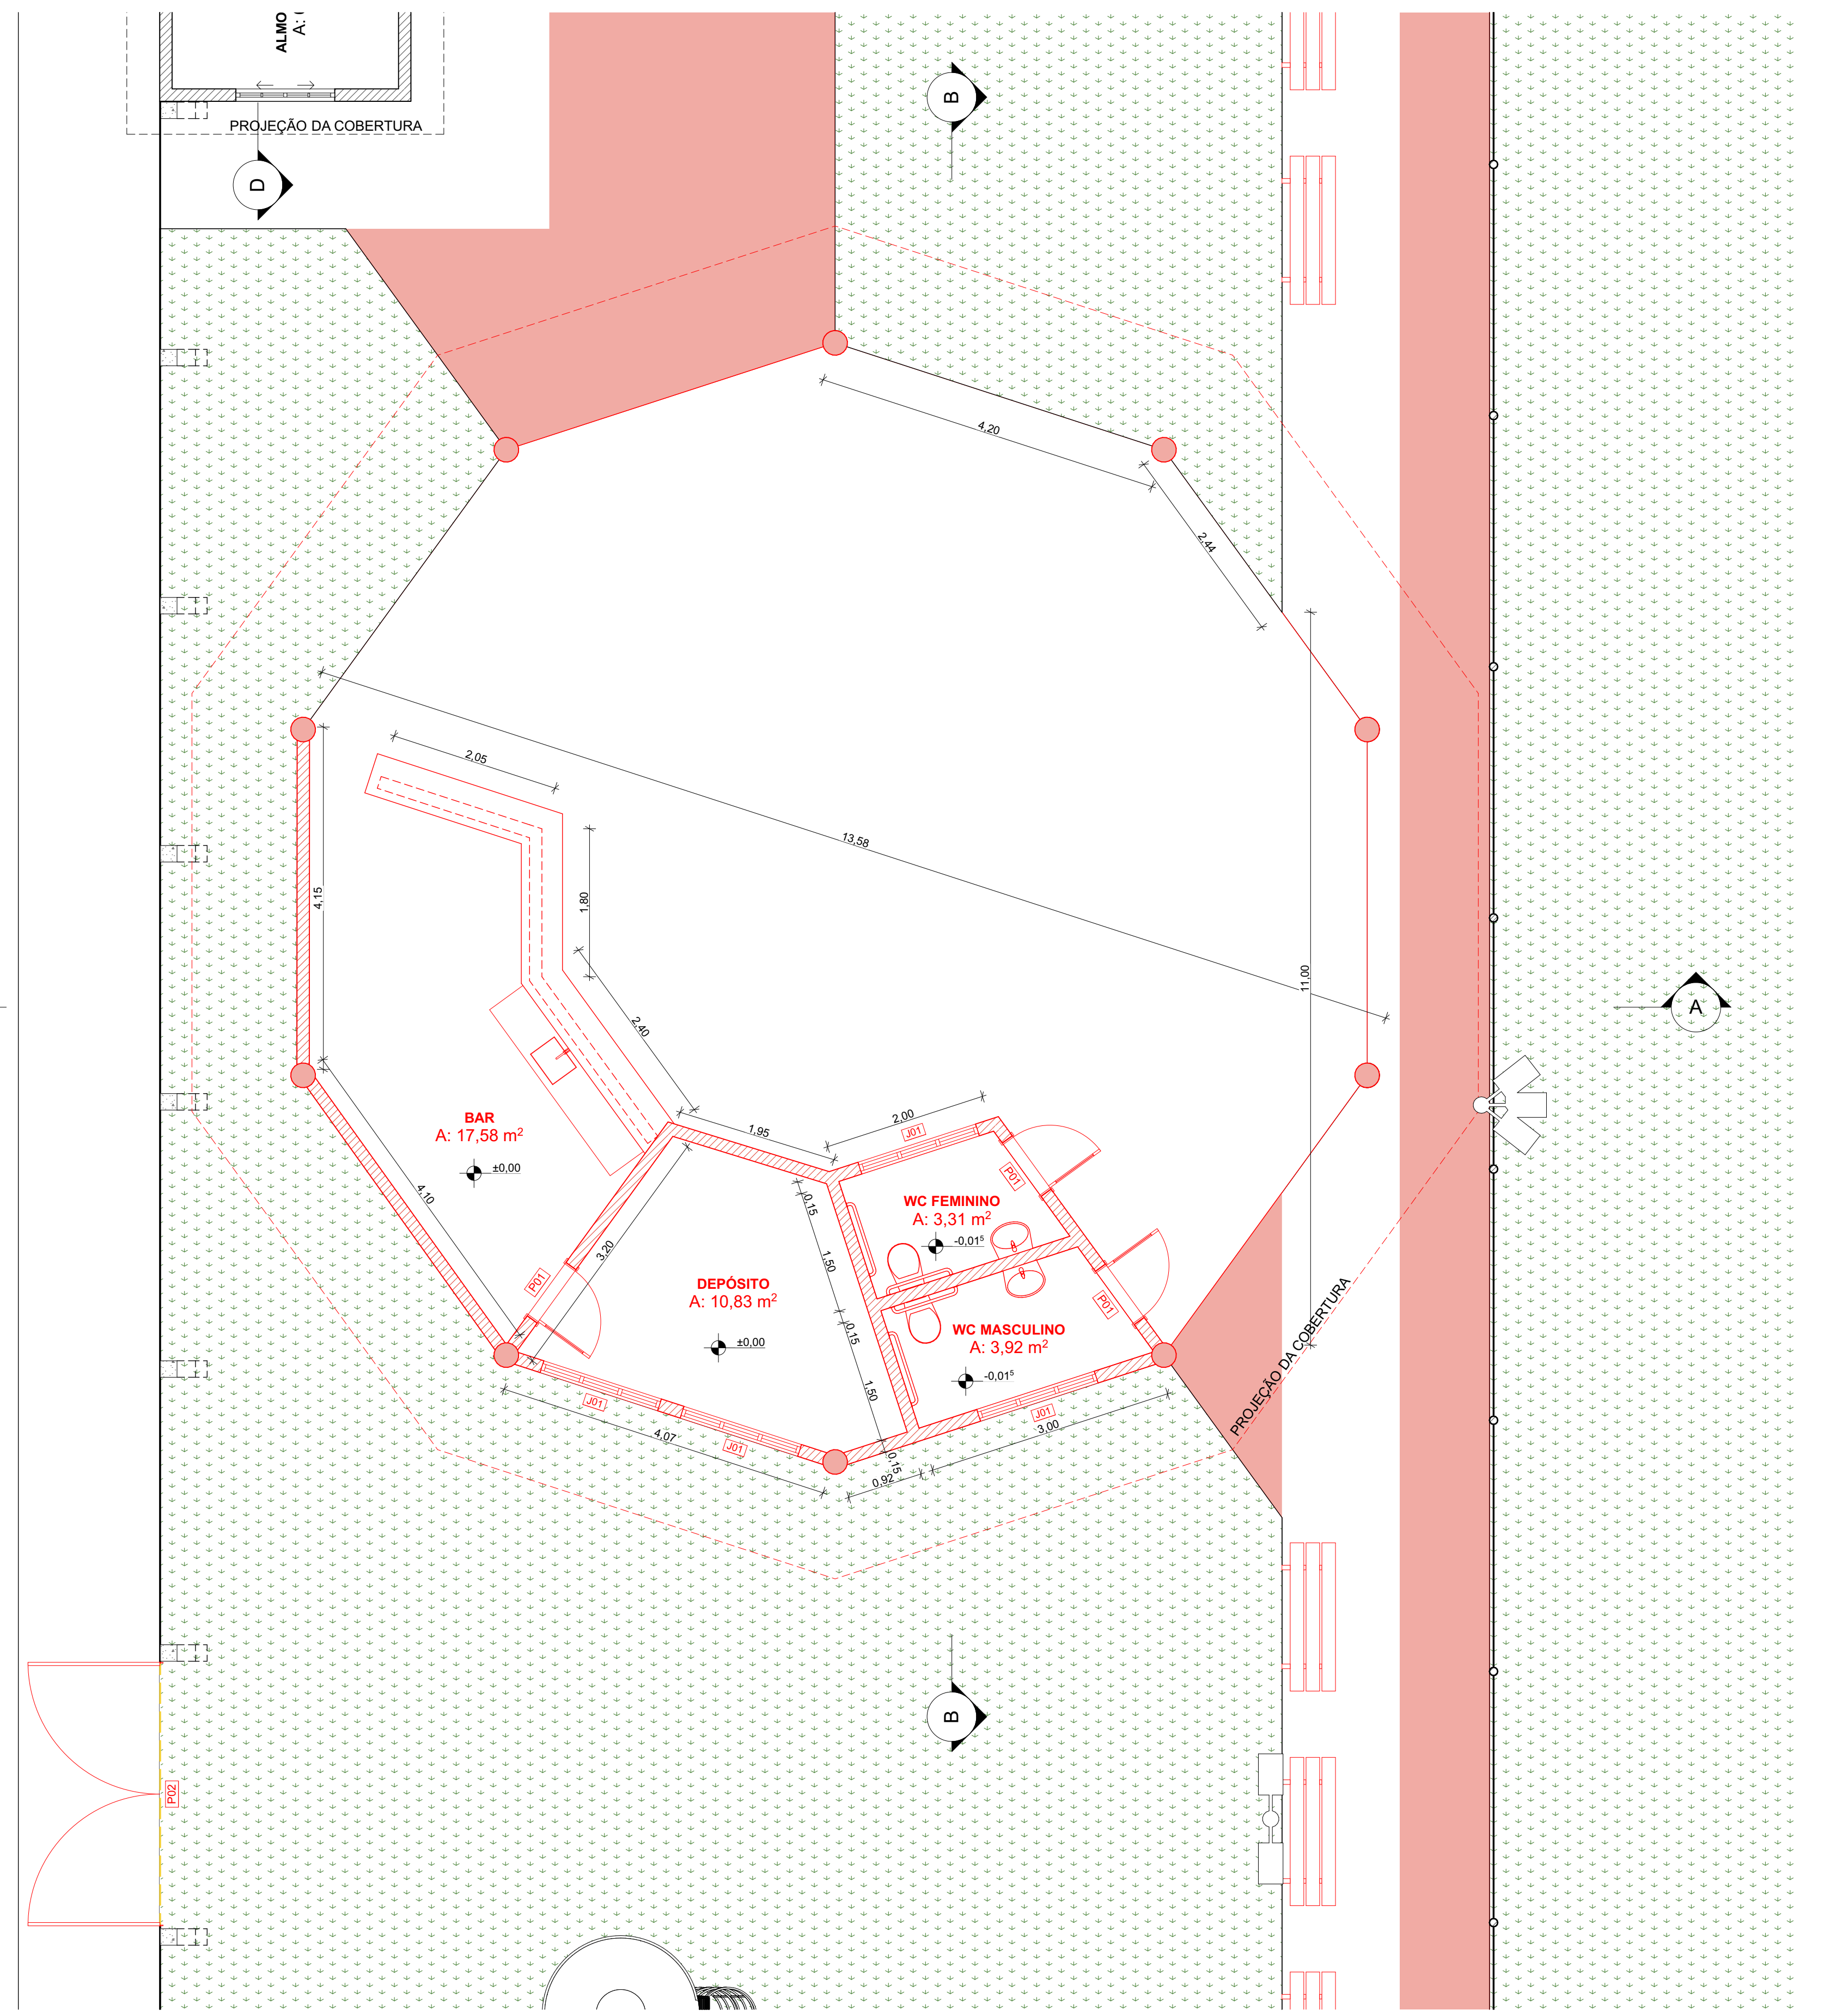 ALMO
A:
PROJEÇÃO DA COBERTURA
B
D
4,20
2,44
2,05
13,58
4,15
1,80
11,00
A
2,40
BAR
A: 17,58 m²
±0,00
1,95
2,00
J01
P01
4,10
0,15
WC FEMININO
A: 3,31 m²
-0,01⁵
3,20
1,50
P01
DEPÓSITO
A: 10,83 m²
±0,00
P01
0,15
WC MASCULINO
A: 3,92 m²
-0,01⁵
PROJEÇÃO DA COBERTURA
1,50
J01
J01
3,00
4,07
J01
0,15
0,92
B
P02